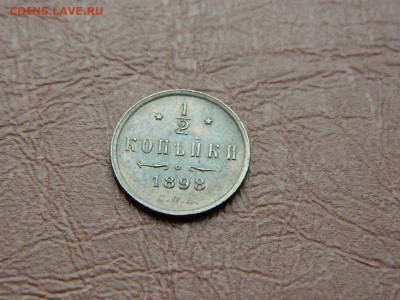 COINS.LAVE.RU
* 1/2 *
КОПѢЙКИ
1898
С.П.Б.